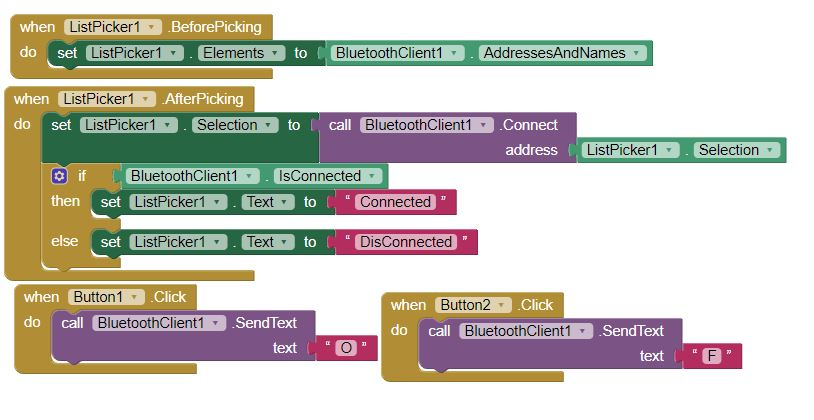 when ListPicker1 .BeforePicking
do set ListPicker1 . Elements to BluetoothClient1 . AddressesAndNames
when ListPicker1 .AfterPicking
do set ListPicker1 . Selection to call BluetoothClient1 .Connect
address ListPicker1 . Selection
if BluetoothClient1 . IsConnected
then set ListPicker1 . Text to “ Connected ”
else set ListPicker1 . Text to “ DisConnected ”
when Button1 .Click
do call BluetoothClient1 .SendText
text “ O ”
when Button2 .Click
do call BluetoothClient1 .SendText
text “ F ”